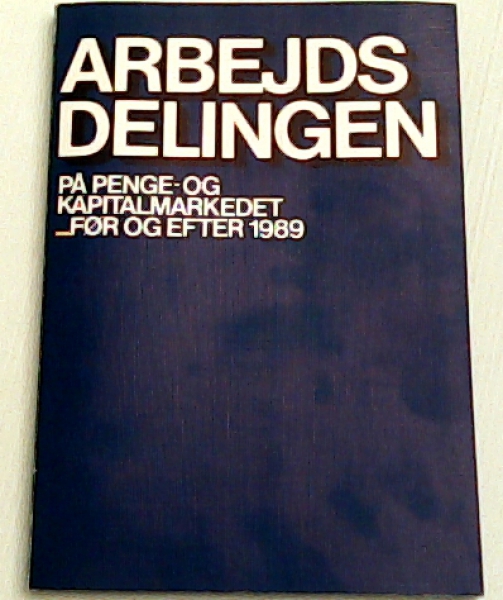 ARBEJDS
DELINGEN
PÅ PENGE-OG
KAPITALMARKEDET
_FØR OG EFTER 1989